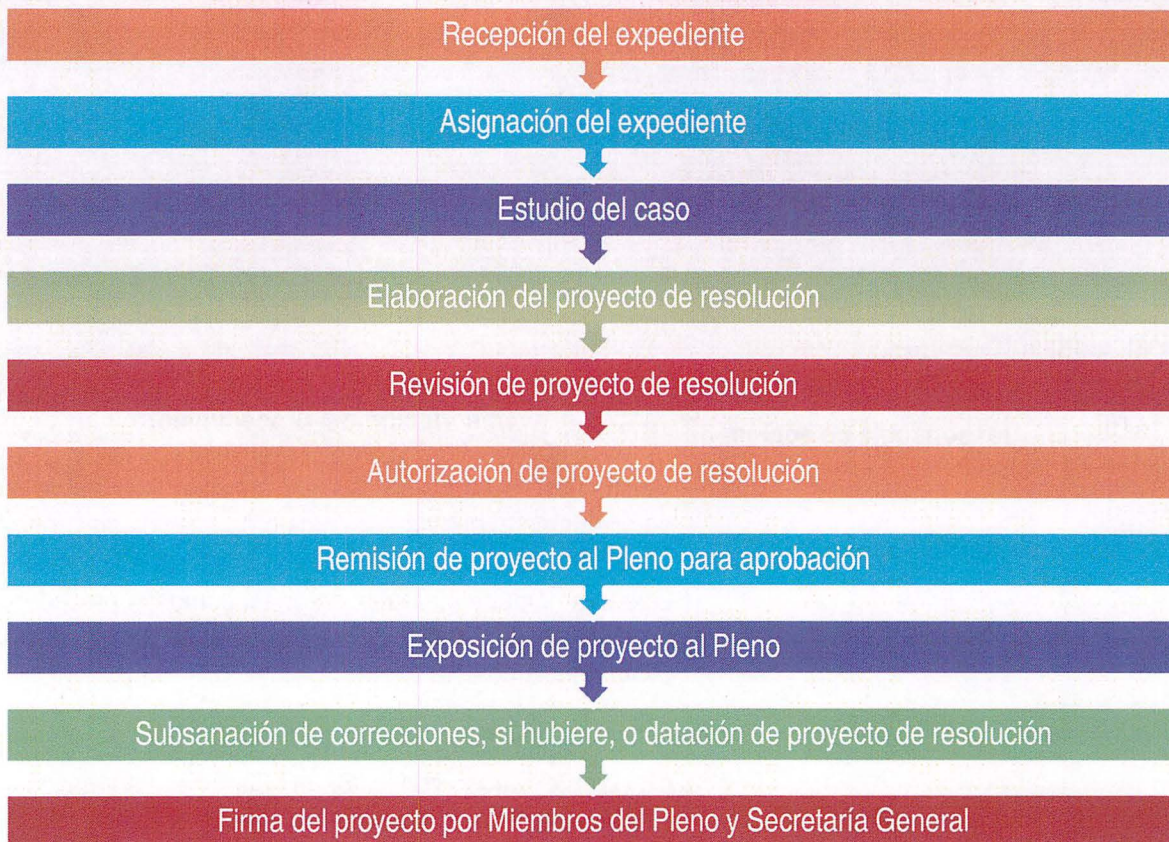 Recepción del expediente
Asignación del expediente
Estudio del caso
Elaboración del proyecto de resolución
Revisión de proyecto de resolución
Autorización de proyecto de resolución
Remisión de proyecto al Pleno para aprobación
Exposición de proyecto al Pleno
Subsanación de correcciones, si hubiere, o datación de proyecto de resolución
Firma del proyecto por Miembros del Pleno y Secretaría General